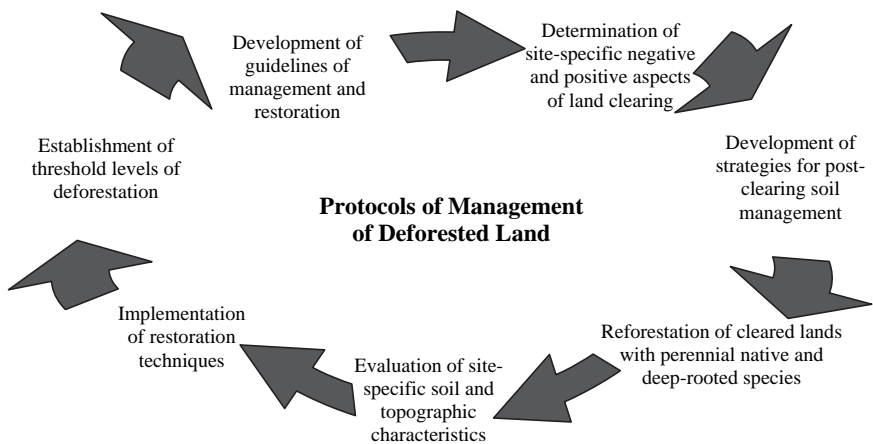 Development of
guidelines of
management and
restoration
Determination of
site-specific negative
and positive aspects
of land clearing
Development of
strategies for post-
clearing soil
management
Reforestation of cleared lands
with perennial native and
deep-rooted species
Evaluation of site-
specific soil and
topographic
characteristics
Implementation
of restoration
techniques
Establishment of
threshold levels of
deforestation
Protocols of Management
of Deforested Land